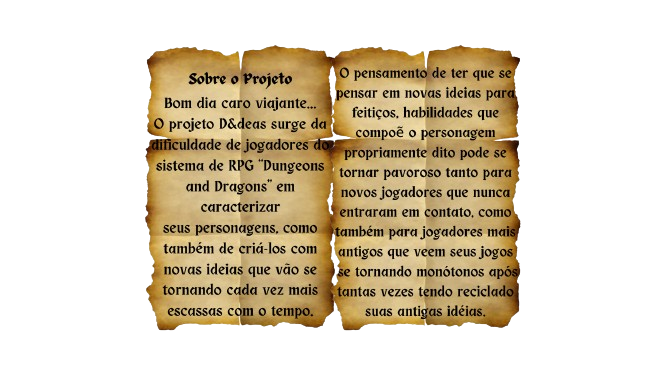 Sobre o Projeto
Bom dia caro viajante...
O projeto D&deas surge da
dificuldade de jogadores do
sistema de RPG "Dungeons
and Dragons" em
caracterizar
seus personagens, como
também de criá-los com
novas ideias que vão se
tornando cada vez mais
escassas com o tempo.
O pensamento de ter que se
pensar em novas ideias para
feitiços, habilidades que
compoẽ o personagem
propriamente dito pode se
tornar pavoroso tanto para
novos jogadores que nunca
entraram em contato, como
também para jogadores mais
antigos que veem seus jogos
se tornando monótonos após
tantas vezes tendo reciclado
suas antigas idéias.